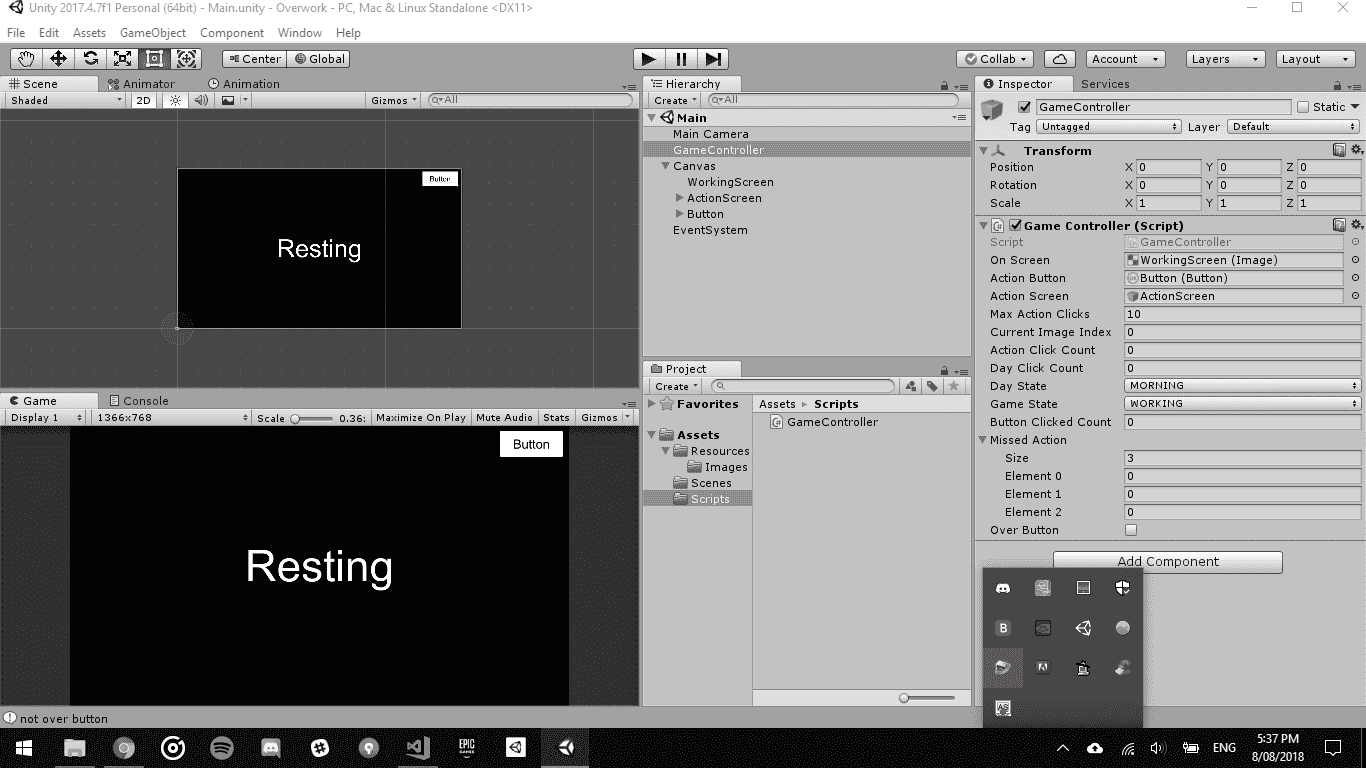 Unity 2017.4.7f1 Personal (64bit) - Main.unity - Overwork - PC, Mac & Linux Standalone <DX11>
File Edit Assets GameObject Component Window Help
Center Global Collab Account Layers Layout
Scene Animator Animation
Shaded 2D Gizmos All
Button
Resting
Game Console
Display 1 1366x768 Scale 0.36: Maximize On Play Mute Audio Stats Gizmos
Button
Resting
not over button
Hierarchy
Create All
Main
Main Camera
GameController
Canvas
WorkingScreen
ActionScreen
Button
EventSystem
Project
Create
Favorites
Assets
Resources
Images
Scenes
Scripts
Assets Scripts
GameController
Inspector Services
GameController Static
Tag Untagged Layer Default
Transform
Position X 0 Y 0 Z 0
Rotation X 0 Y 0 Z 0
Scale X 1 Y 1 Z 1
Game Controller (Script)
Script GameController
On Screen WorkingScreen (Image)
Action Button Button (Button)
Action Screen ActionScreen
Max Action Clicks 10
Current Image Index 0
Action Click Count 0
Day Click Count 0
Day State MORNING
Game State WORKING
Button Clicked Count 0
Missed Action
Size 3
Element 0 0
Element 1 0
Element 2 0
Over Button
Add Component
B
AS
EPIC
GAMES
ENG
5:37 PM
8/08/2018